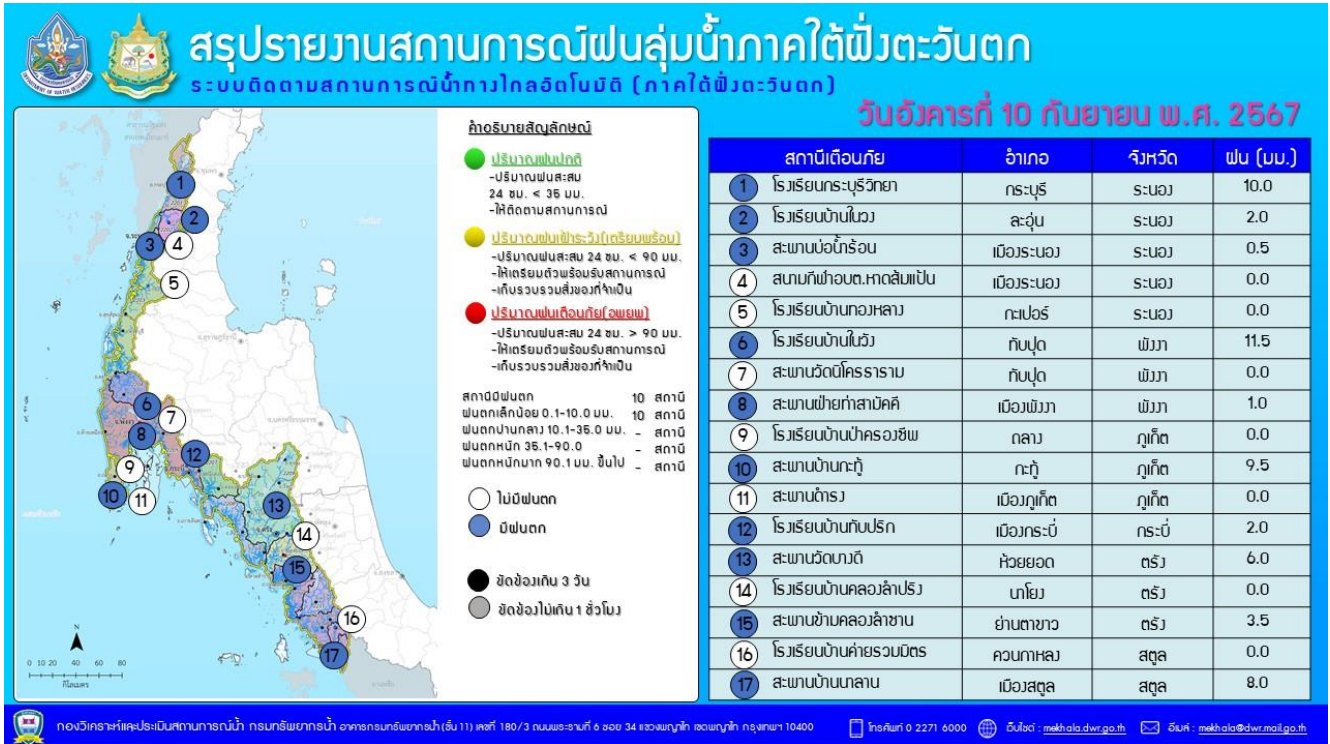 สรุปรายงานสถานการณ์ฝนลุ่มน้ำภาคใต้ฝั่งตะวันตก
ระบบติดตามสถานการณ์น้ำทางไกลอัตโนมัติ (ภาคใต้ฝั่งตะวันตก)
วันอังคารที่ 10 กันยายน พ.ศ. 2567
คำอธิบายสัญลักษณ์
ปริมาณฝนปกติ
-ปริมาณฝนสะสม
24 ชม. < 35 มม.
-ให้ติดตามสถานการณ์
ปริมาณฝนเฝ้าระวัง(เตรียมพร้อม)
-ปริมาณฝนสะสม 24 ชม. < 90 มม.
-ให้เตรียมตัวพร้อมรับสถานการณ์
-เก็บรวบรวมสิ่งของที่จำเป็น
ปริมาณฝนเตือนภัย(อพยพ)
-ปริมาณฝนสะสม 24 ชม. > 90 มม.
-ให้เตรียมตัวพร้อมรับสถานการณ์
-เก็บรวบรวมสิ่งของที่จำเป็น
สถานีมีฝนตก 10 สถานี
ฝนตกเล็กน้อย 0.1-10.0 มม. 10 สถานี
ฝนตกปานกลาง 10.1-35.0 มม. - สถานี
ฝนตกหนัก 35.1-90.0 - สถานี
ฝนตกหนักมาก 90.1 มม. ขึ้นไป - สถานี
ไม่มีฝนตก
มีฝนตก
ขัดข้องเกิน 3 วัน
ขัดข้องไม่เกิน 1 ชั่วโมง
1
2
3
4
5
6
7
8
9
10
11
12
13
14
15
16
17
N
0 10 20 40 60 80
กิโลเมตร
สถานีเตือนภัย อำเภอ จังหวัด ฝน (มม.)
1 โรงเรียนกระบุรีวิทยา กระบุรี ระนอง 10.0
2 โรงเรียนบ้านในวง ละอุ่น ระนอง 2.0
3 สะพานบ่อน้ำร้อน เมืองระนอง ระนอง 0.5
4 สนามกีฬาอบต.หาดส้มแป้น เมืองระนอง ระนอง 0.0
5 โรงเรียนบ้านทองหลาง กะเปอร์ ระนอง 0.0
6 โรงเรียนบ้านในวัง ทับปุด พังงา 11.5
7 สะพานวัดนิโครธาราม ทับปุด พังงา 0.0
8 สะพานฝ่ายท่าสามัคคี เมืองพังงา พังงา 1.0
9 โรงเรียนบ้านป่าครองชีพ ถลาง ภูเก็ต 0.0
10 สะพานบ้านกะทู้ กะทู้ ภูเก็ต 9.5
11 สะพานดำรง เมืองภูเก็ต ภูเก็ต 0.0
12 โรงเรียนบ้านทับปริก เมืองกระบี่ กระบี่ 2.0
13 สะพานวัดบางดี ห้วยยอด ตรัง 6.0
14 โรงเรียนบ้านคลองลำปริง นาโยง ตรัง 0.0
15 สะพานข้ามคลองลำชาน ย่านตาขาว ตรัง 3.5
16 โรงเรียนบ้านค่ายรวมมิตร ควนกาหลง สตูล 0.0
17 สะพานบ้านนาลาน เมืองสตูล สตูล 8.0
กองวิเคราะห์และประเมินสถานการณ์น้ำ กรมทรัพยากรน้ำ อาคารกรมทรัพยากรน้ำ (ชั้น 11) เลขที่ 180/3 ถนนพระรามที่ 6 ซอย 34 แขวงพญาไท เขตพญาไท กรุงเทพฯ 10400 โทรศัพท์ 0 2271 6000 เว็บไซต์ : mekhala.dwr.go.th อีเมล์ : mekhala@dwr.mail.go.th